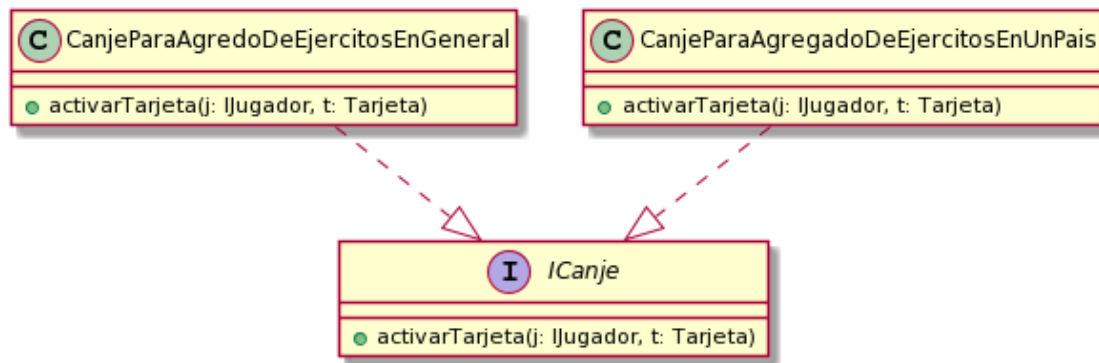 C CanjeParaAgredoDeEjercitosEnGeneral
activarTarjeta(j: IJugador, t: Tarjeta)
C CanjeParaAgregadoDeEjercitosEnUnPais
activarTarjeta(j: IJugador, t: Tarjeta)
I ICanje
activarTarjeta(j: IJugador, t: Tarjeta)